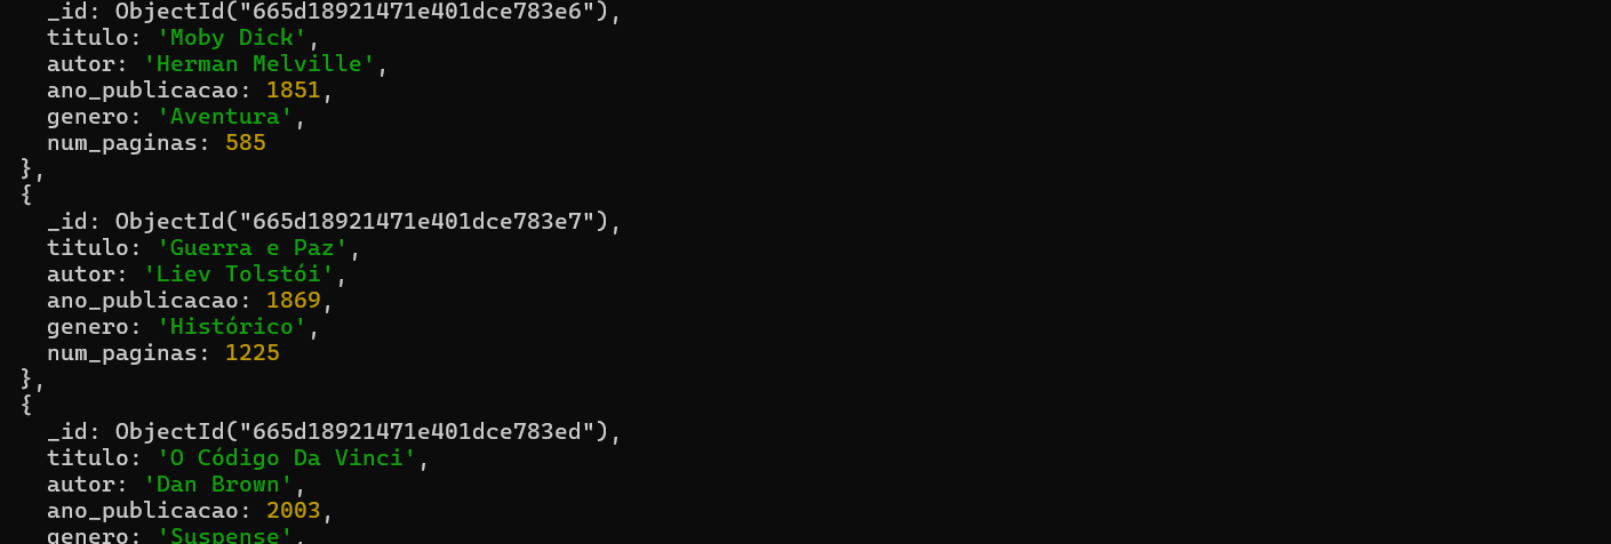 _id: ObjectId("665d18921471e401dce783e6"),
titulo: 'Moby Dick',
autor: 'Herman Melville',
ano_publicacao: 1851,
genero: 'Aventura',
num_paginas: 585
},
{
_id: ObjectId("665d18921471e401dce783e7"),
titulo: 'Guerra e Paz',
autor: 'Liev Tolstói',
ano_publicacao: 1869,
genero: 'Histórico',
num_paginas: 1225
},
{
_id: ObjectId("665d18921471e401dce783ed"),
titulo: 'O Código Da Vinci',
autor: 'Dan Brown',
ano_publicacao: 2003,
genero: 'Suspense',